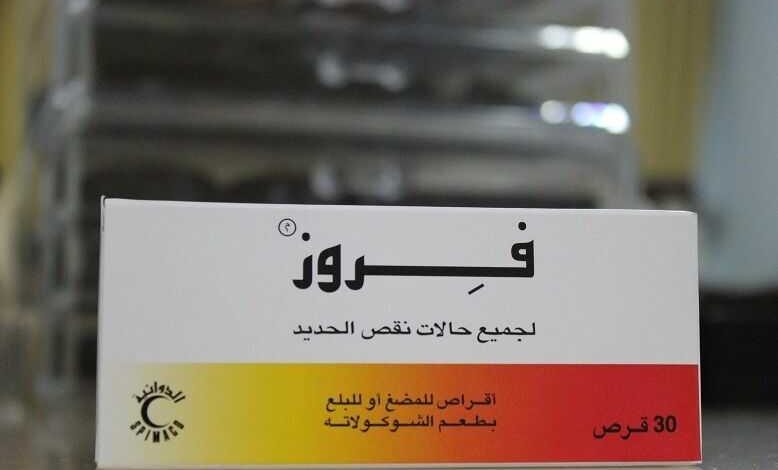 فِروز
م
لجميع حالات نقص الحديد
أقراص للمضغ أو للبلع
بطعم الشوكولاته
30 قرص
الدوائية
SPIMACO